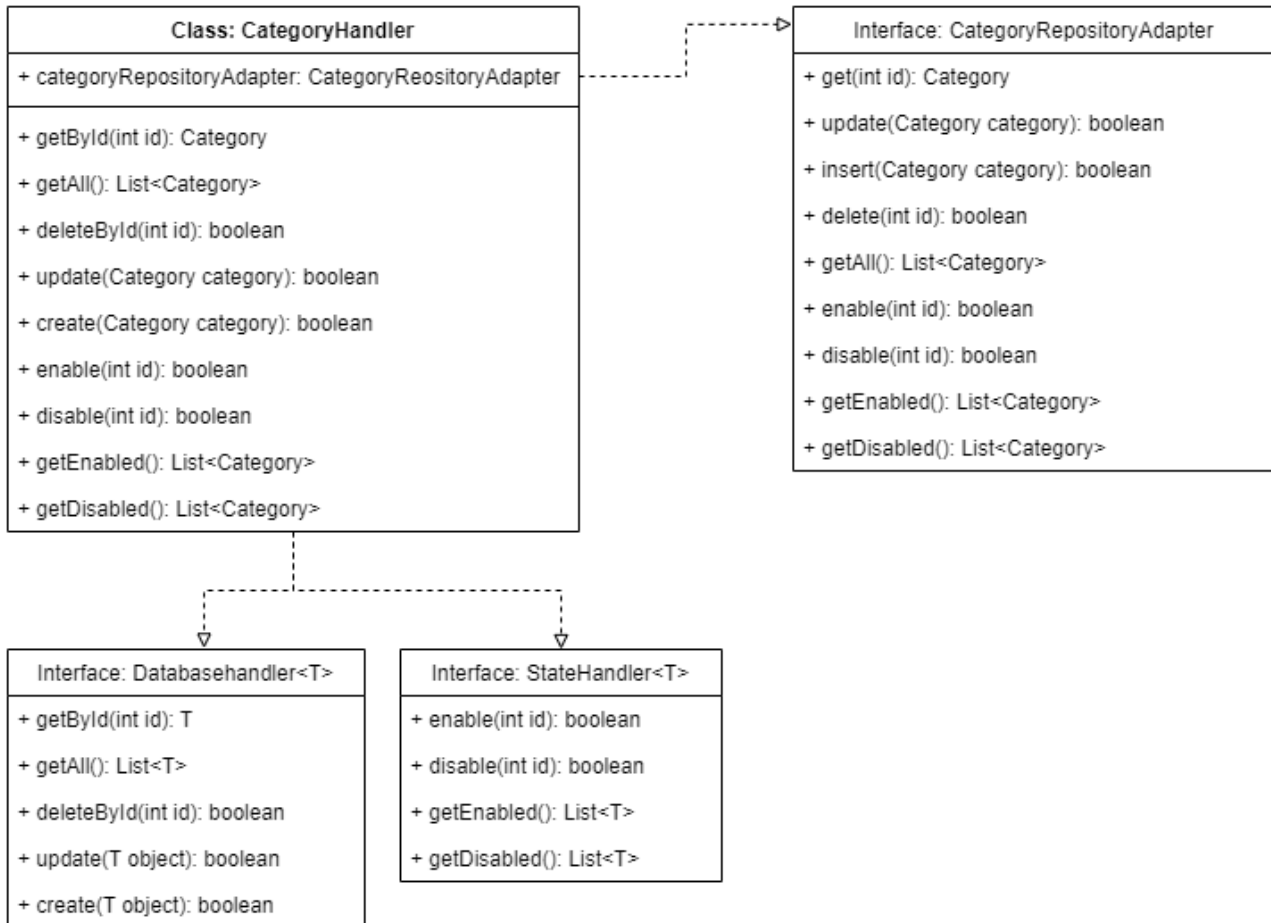 Class: CategoryHandler
+ categoryRepositoryAdapter: CategoryReositoryAdapter
+ getById(int id): Category
+ getAll(): List<Category>
+ deleteById(int id): boolean
+ update(Category category): boolean
+ create(Category category): boolean
+ enable(int id): boolean
+ disable(int id): boolean
+ getEnabled(): List<Category>
+ getDisabled(): List<Category>
Interface: CategoryRepositoryAdapter
+ get(int id): Category
+ update(Category category): boolean
+ insert(Category category): boolean
+ delete(int id): boolean
+ getAll(): List<Category>
+ enable(int id): boolean
+ disable(int id): boolean
+ getEnabled(): List<Category>
+ getDisabled(): List<Category>
Interface: Databasehandler<T>
+ getById(int id): T
+ getAll(): List<T>
+ deleteById(int id): boolean
+ update(T object): boolean
+ create(T object): boolean
Interface: StateHandler<T>
+ enable(int id): boolean
+ disable(int id): boolean
+ getEnabled(): List<T>
+ getDisabled(): List<T>